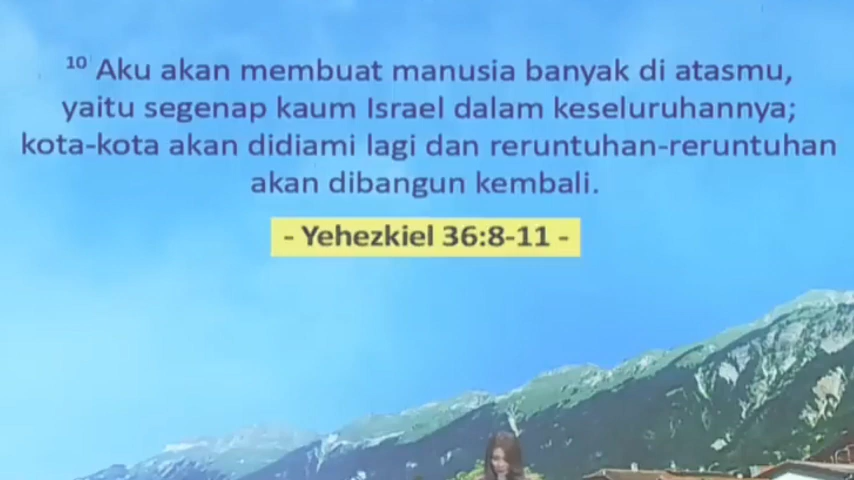 10 Aku akan membuat manusia banyak di atasmu,
yaitu segenap kaum Israel dalam keseluruhannya;
kota-kota akan didiami lagi dan reruntuhan-reruntuhan
akan dibangun kembali.
- Yehezkiel 36:8-11 -